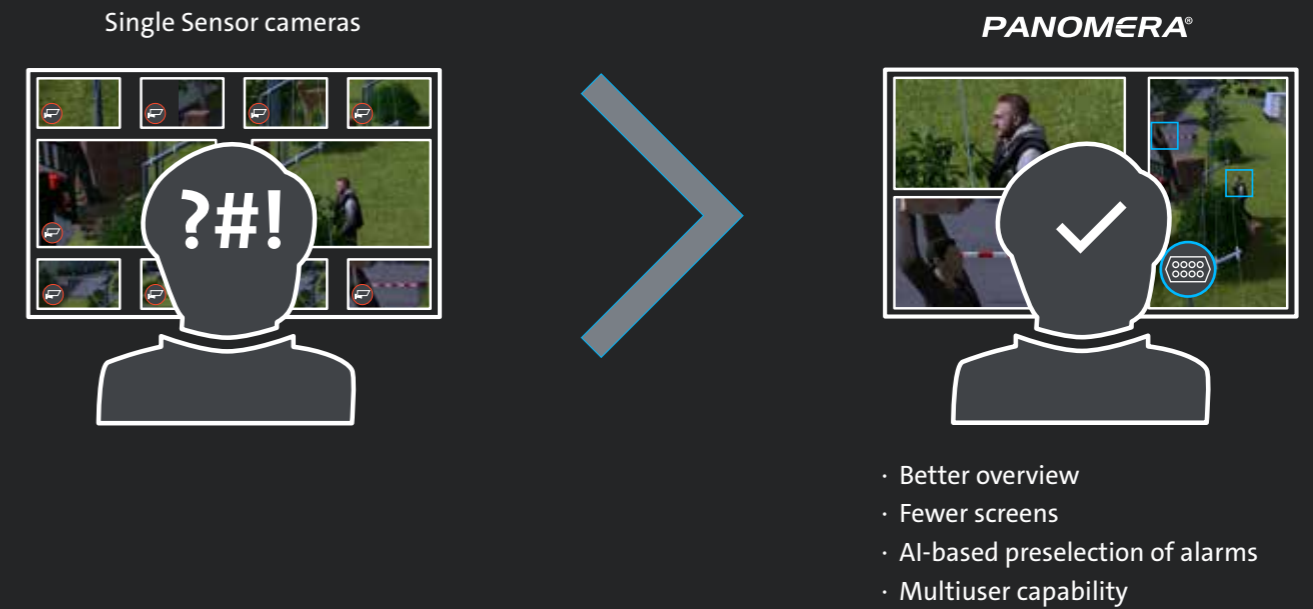 Single Sensor cameras
PANOMERA®
?#!
· Better overview
· Fewer screens
· AI-based preselection of alarms
· Multiuser capability